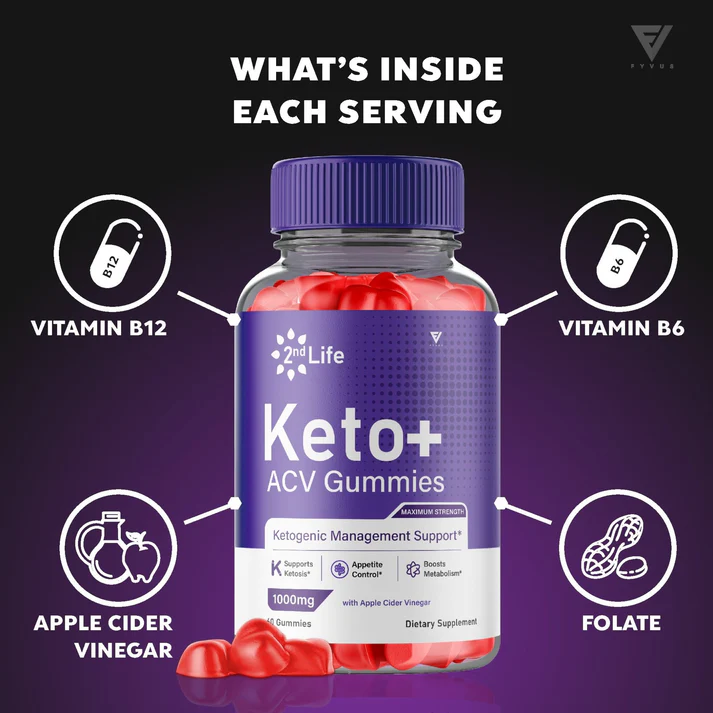 WHAT'S INSIDE
EACH SERVING
FYVUS
B12
VITAMIN B12
B6
VITAMIN B6
2nd Life
Keto+
ACV Gummies
MAXIMUM STRENGTH
Ketogenic Management Support*
K Supports
Ketosis*
Appetite
Control*
Boosts
Metabolism*
1000mg
with Apple Cider Vinegar
60 Gummies
Dietary Supplement
APPLE CIDER
VINEGAR
FOLATE